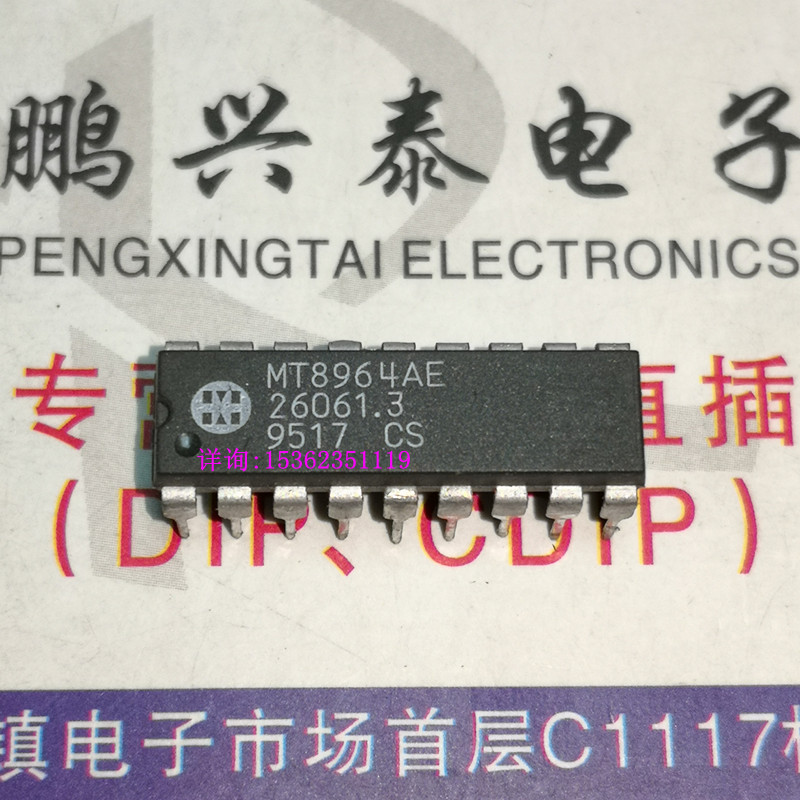 鹏兴泰电子
PENGXINGTAI ELECTRONICS
MT8964AE
26061.3
9517 CS
详询:15362351119
专 直插
(DIP、CDIP)
镇电子市场首层C1117